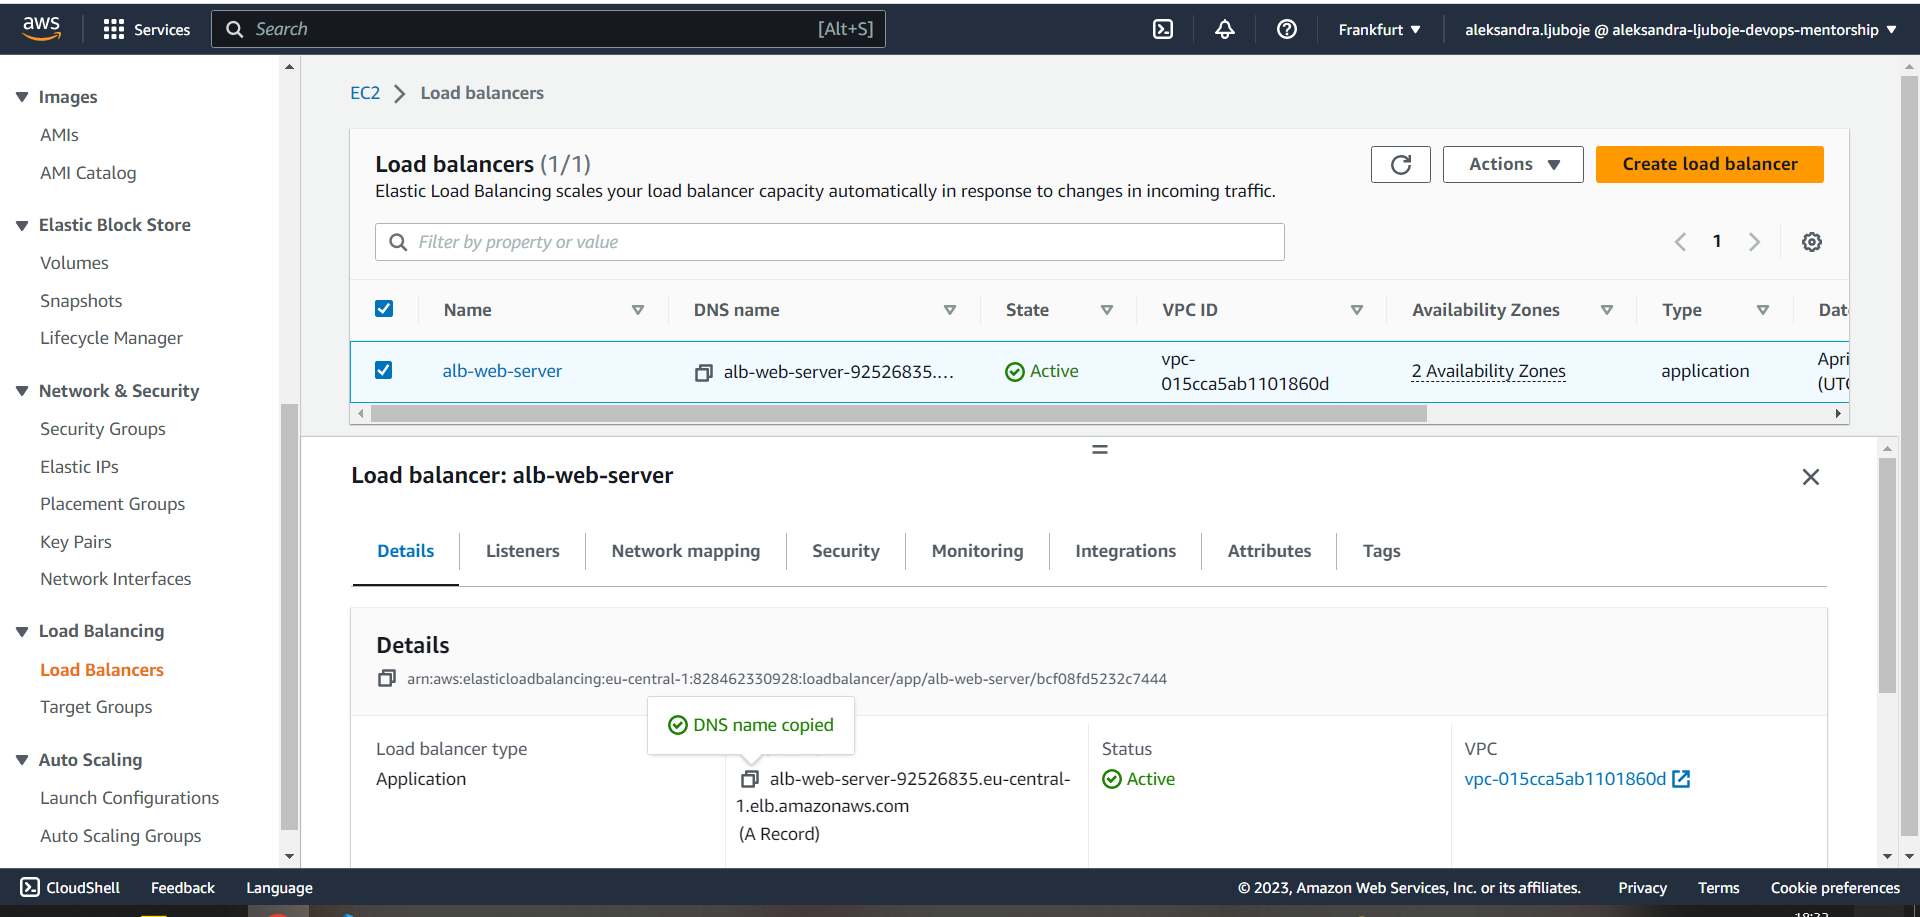 aws
Services
Search
[Alt+S]
Frankfurt
aleksandra.ljuboje @ aleksandra-ljuboje-devops-mentorship
Images
AMIs
AMI Catalog
Elastic Block Store
Volumes
Snapshots
Lifecycle Manager
Network & Security
Security Groups
Elastic IPs
Placement Groups
Key Pairs
Network Interfaces
Load Balancing
Load Balancers
Target Groups
Auto Scaling
Launch Configurations
Auto Scaling Groups
EC2
Load balancers
Load balancers (1/1)
Elastic Load Balancing scales your load balancer capacity automatically in response to changes in incoming traffic.
Actions
Create load balancer
Filter by property or value
1
Name
DNS name
State
VPC ID
Availability Zones
Type
Dat
alb-web-server
alb-web-server-92526835....
Active
vpc-
015cca5ab1101860d
2 Availability Zones
application
Apri
(UTC
Load balancer: alb-web-server
Details
Listeners
Network mapping
Security
Monitoring
Integrations
Attributes
Tags
Details
arn:aws:elasticloadbalancing:eu-central-1:828462330928:loadbalancer/app/alb-web-server/bcf08fd5232c7444
DNS name copied
Load balancer type
Application
alb-web-server-92526835.eu-central-
1.elb.amazonaws.com
(A Record)
Status
Active
VPC
vpc-015cca5ab1101860d
CloudShell
Feedback
Language
© 2023, Amazon Web Services, Inc. or its affiliates.
Privacy
Terms
Cookie preferences